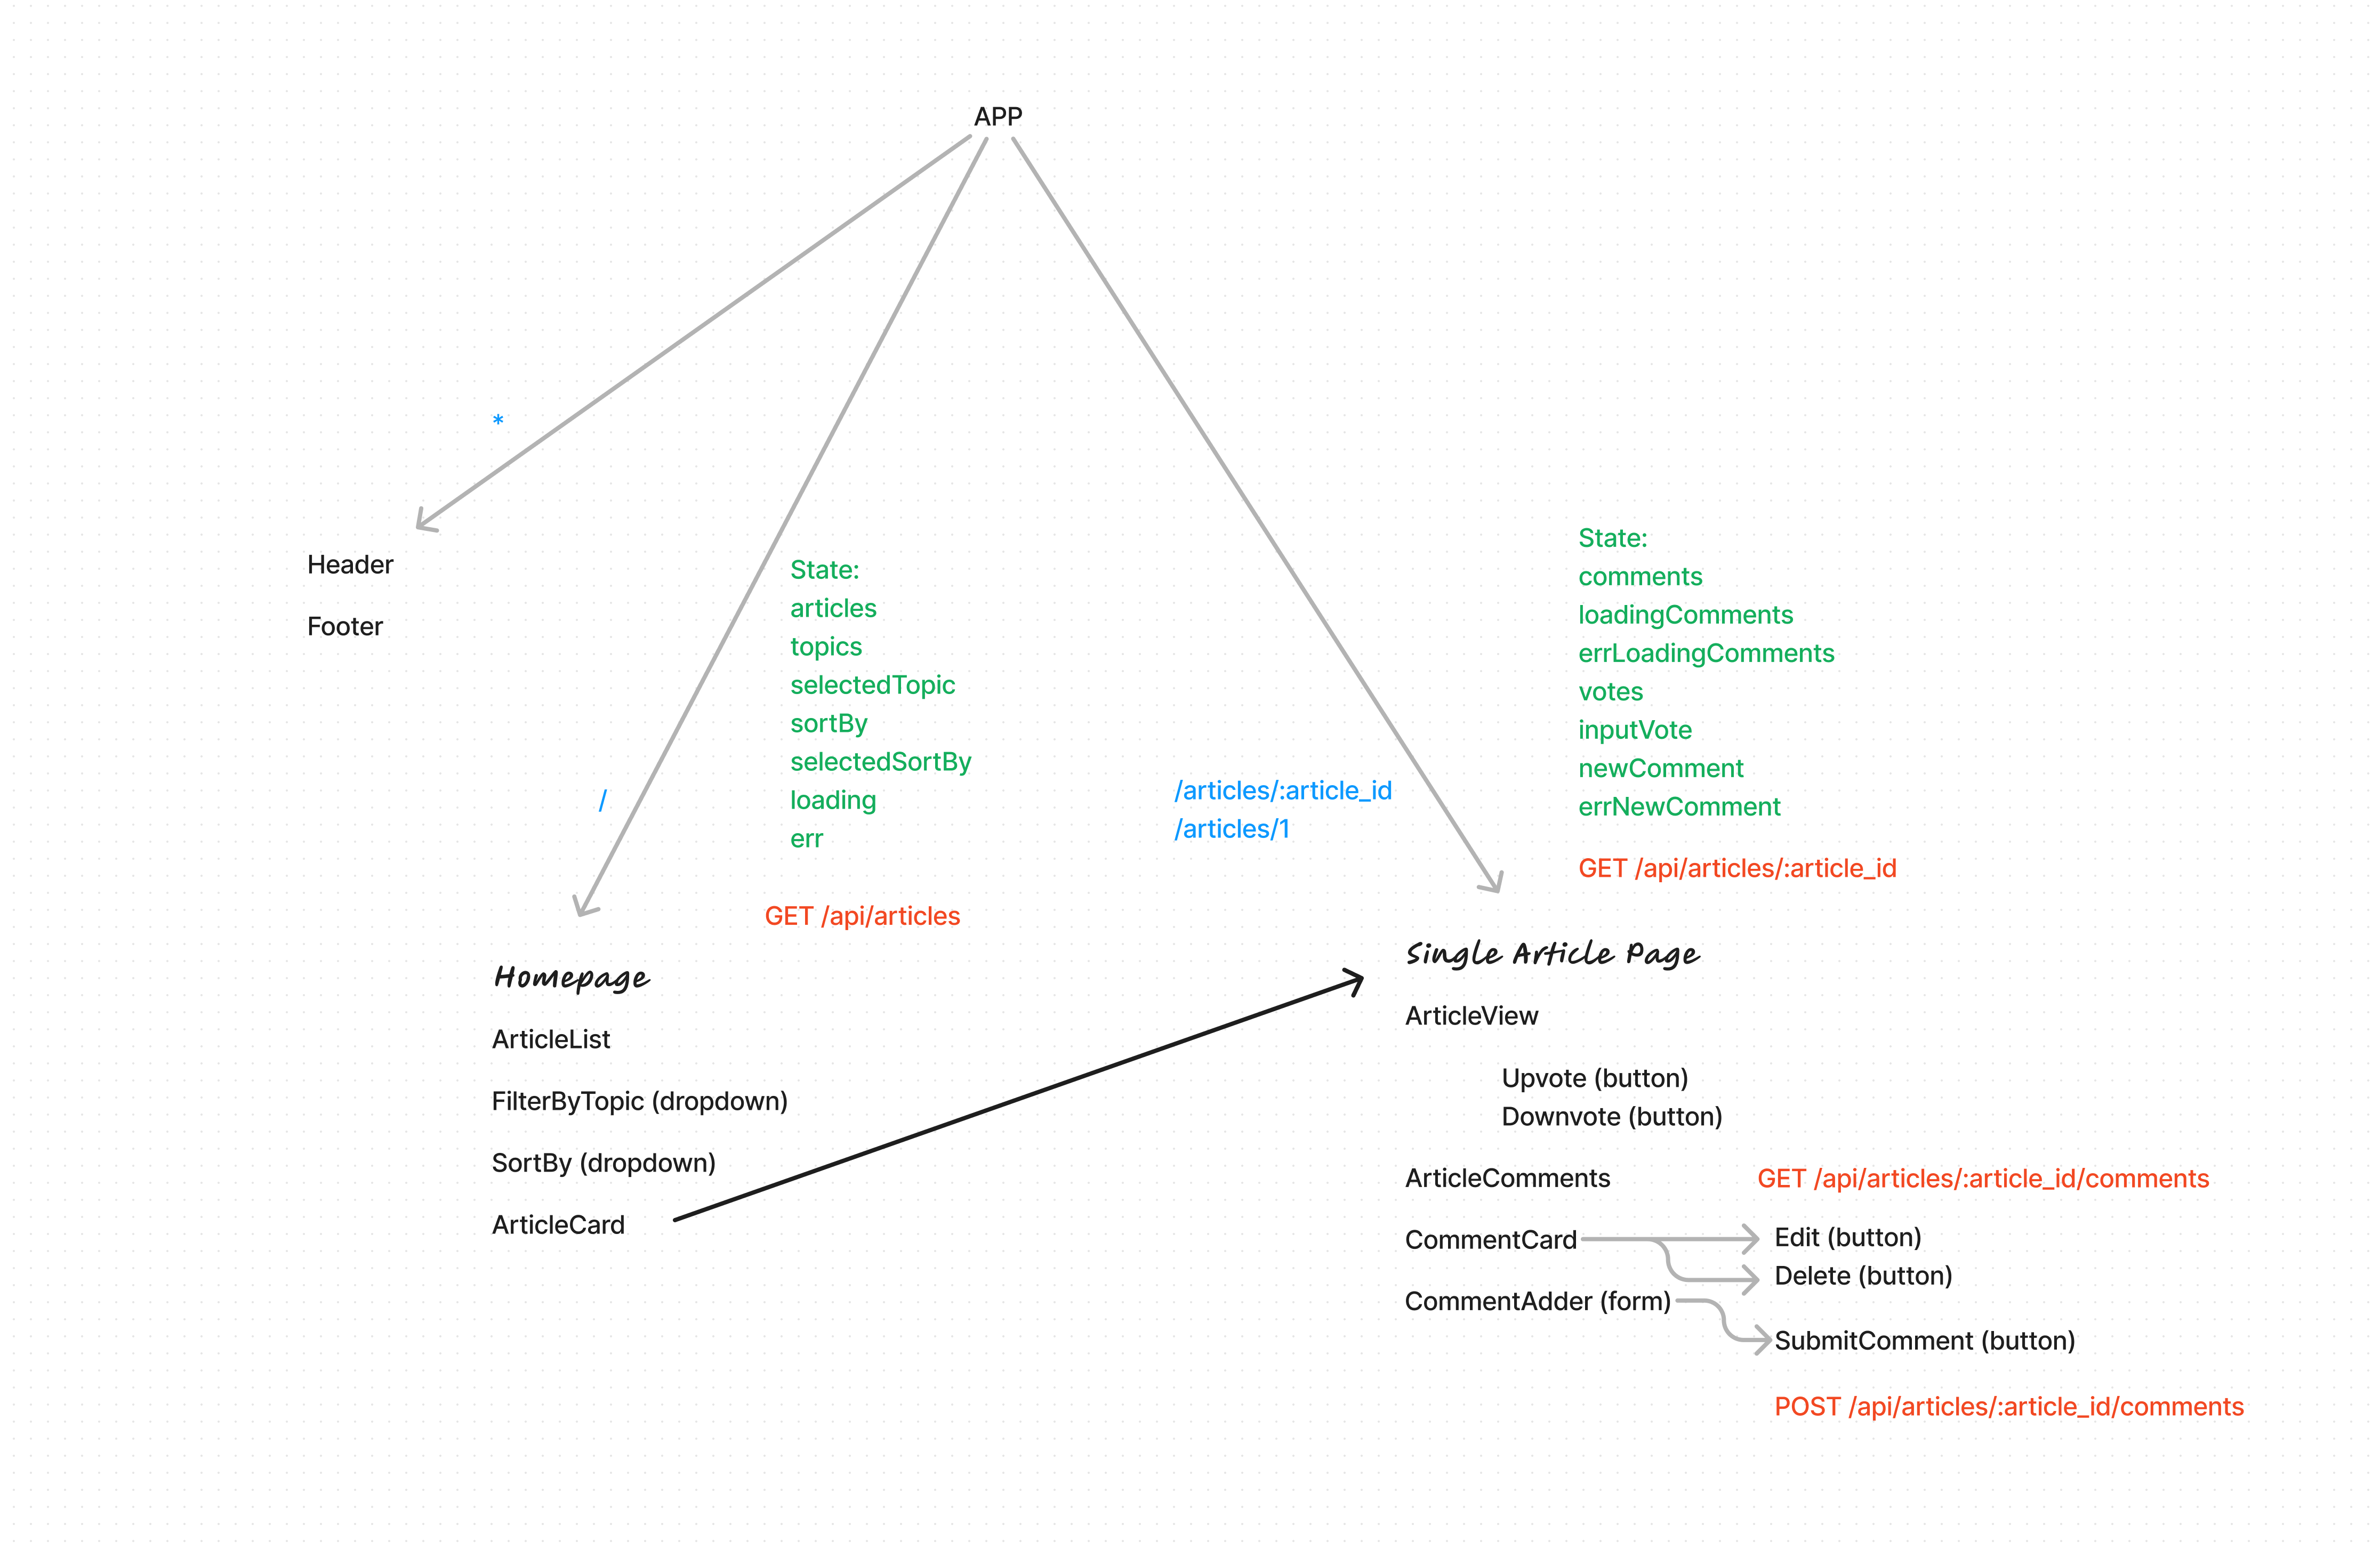 APP
*
Header
Footer
/
State:
articles
topics
selectedTopic
sortBy
selectedSortBy
loading
err
GET /api/articles
Homepage
ArticleList
FilterByTopic (dropdown)
SortBy (dropdown)
ArticleCard
/articles/:article_id
/articles/1
State:
comments
loadingComments
errLoadingComments
votes
inputVote
newComment
errNewComment
GET /api/articles/:article_id
Single Article Page
ArticleView
Upvote (button)
Downvote (button)
ArticleComments
GET /api/articles/:article_id/comments
CommentCard
Edit (button)
Delete (button)
CommentAdder (form)
SubmitComment (button)
POST /api/articles/:article_id/comments